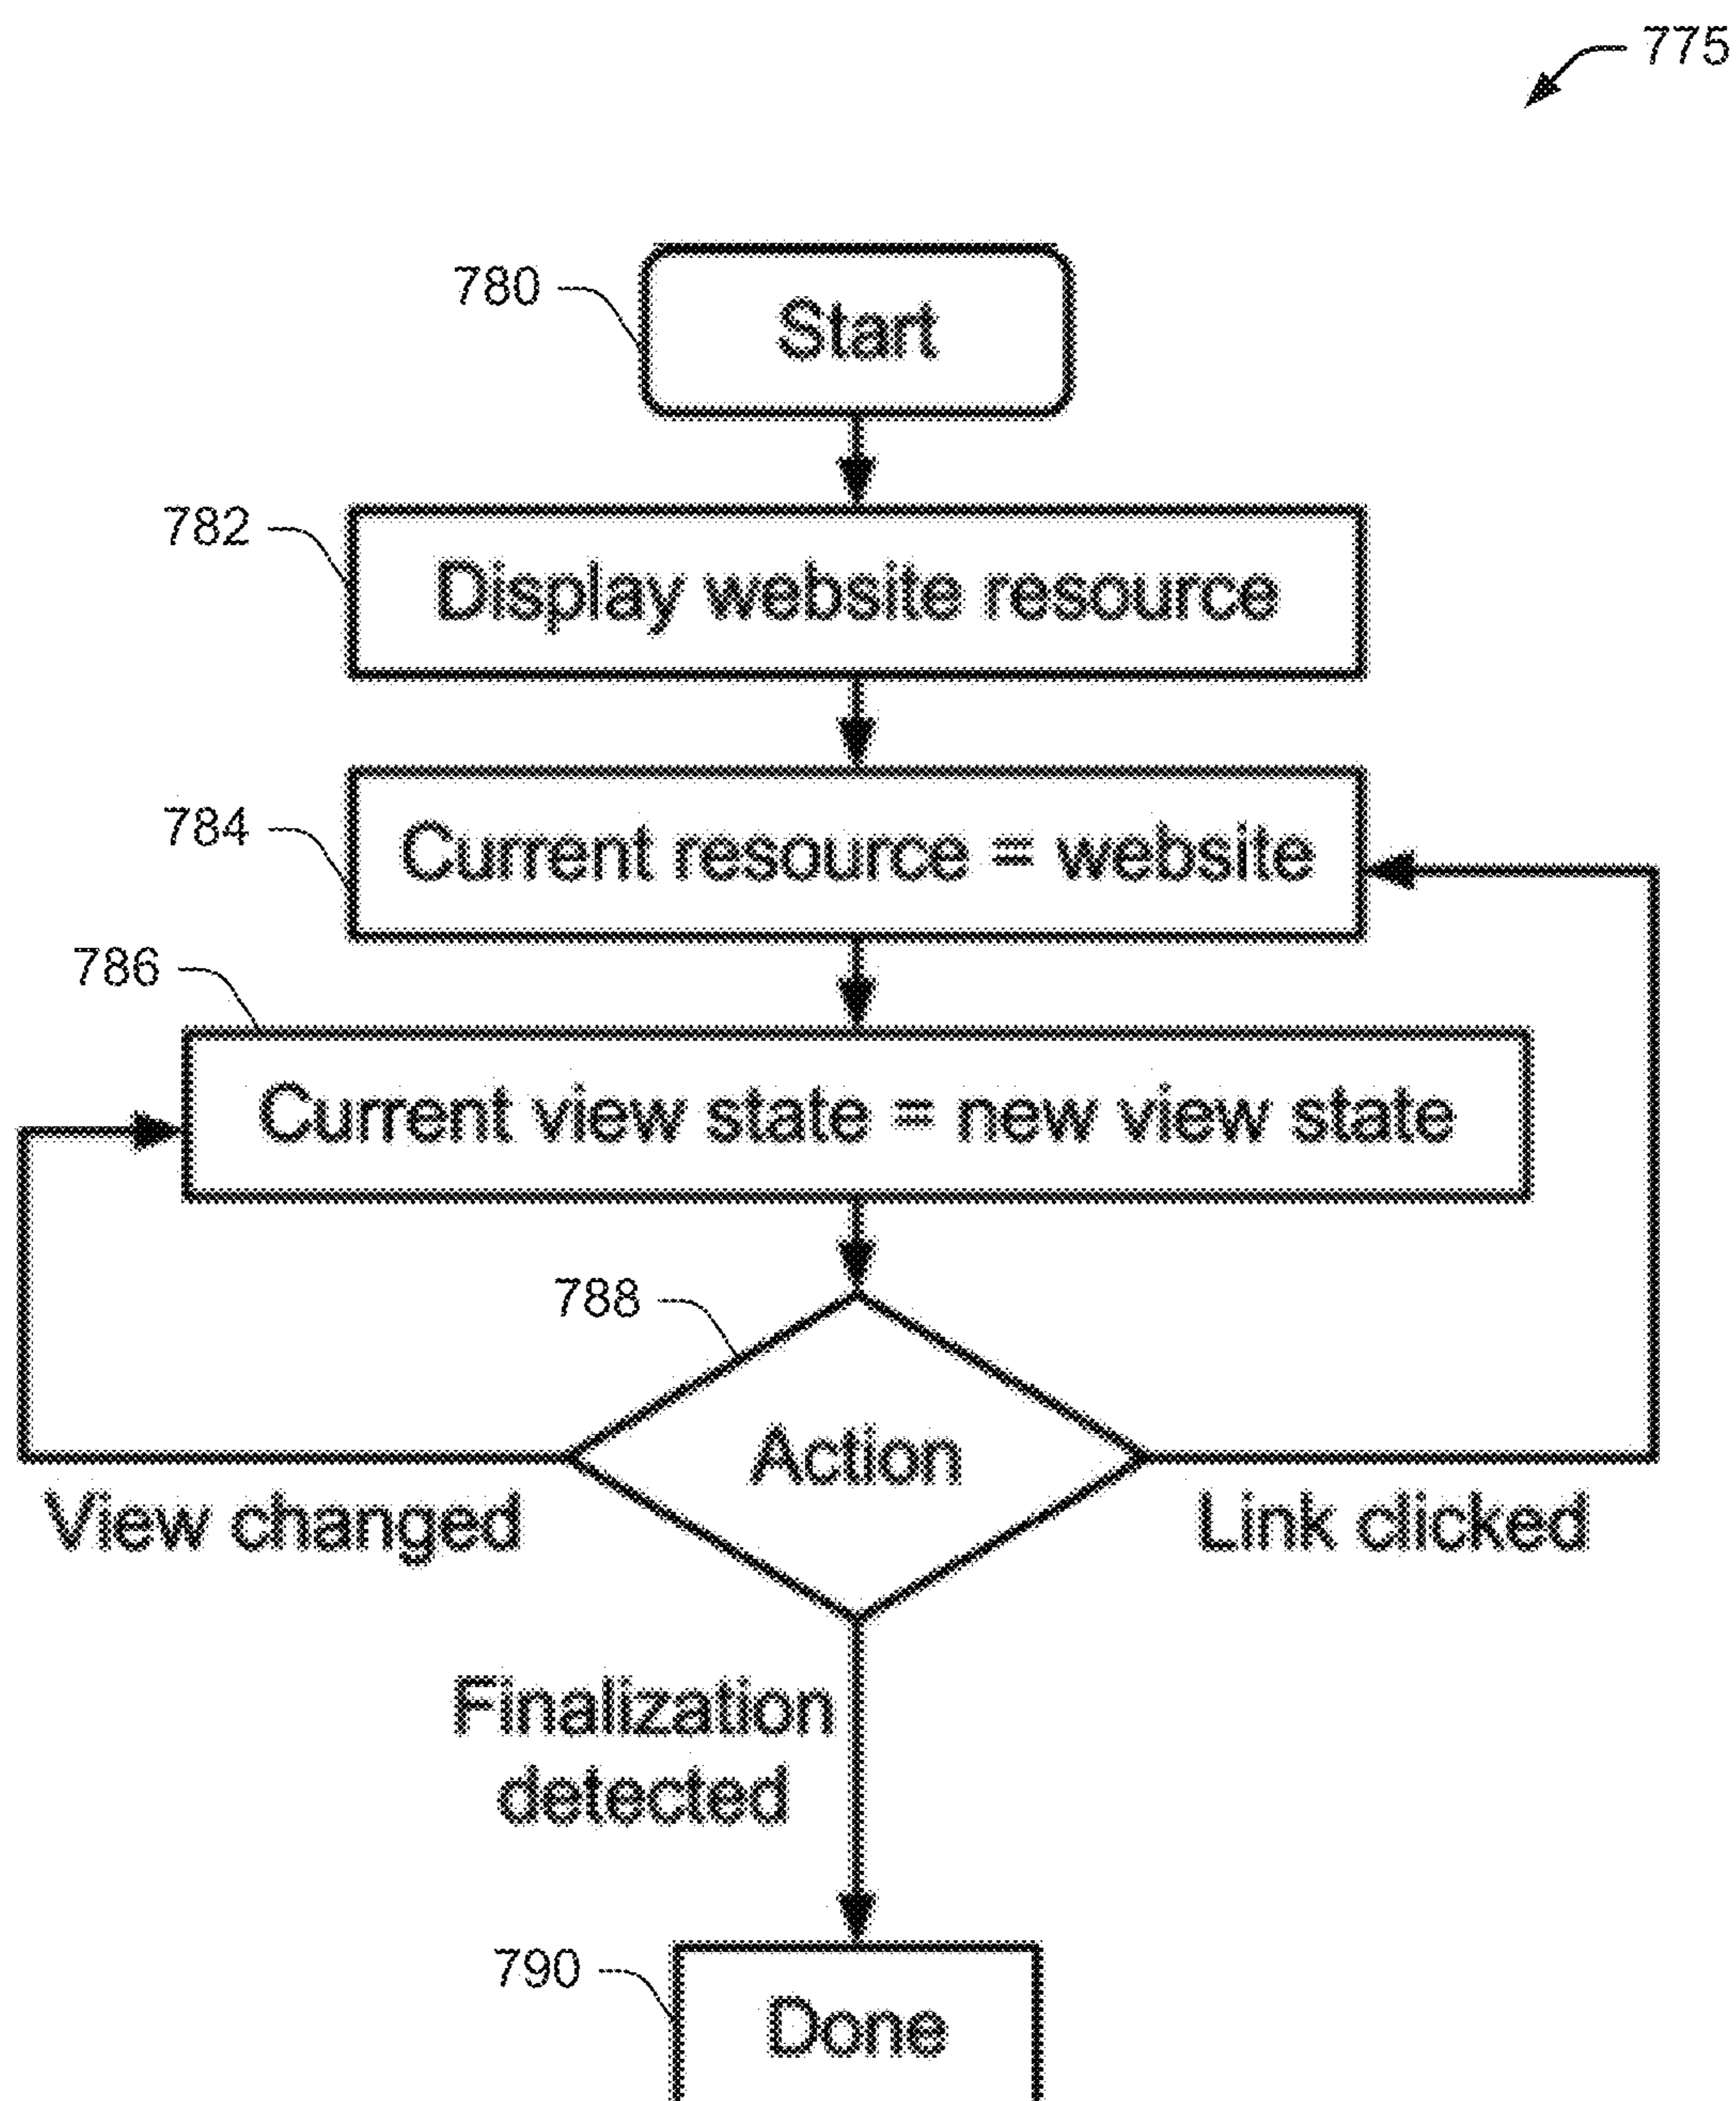 775
780
Start
782
Display website resource
784
Current resource = website
786
Current view state = new view state
788
Action
View changed
Link clicked
Finalization
detected
790
Done